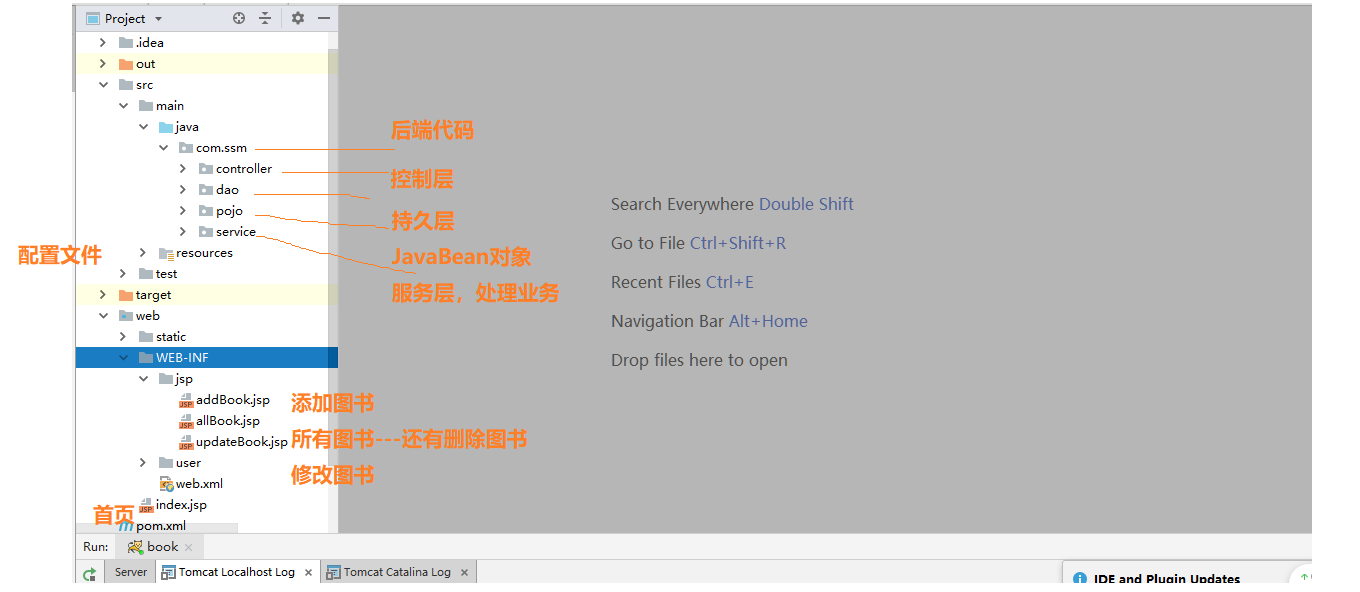 Project
.idea
out
src
main
java
com.ssm
后端代码
controller
控制层
dao
pojo
持久层
service
JavaBean对象
配置文件
resources
test
服务层，处理业务
target
web
static
WEB-INF
jsp
addBook.jsp
添加图书
allBook.jsp
updateBook.jsp
所有图书---还有删除图书
user
修改图书
web.xml
index.jsp
首页
pom.xml
Search Everywhere Double Shift
Go to File Ctrl+Shift+R
Recent Files Ctrl+E
Navigation Bar Alt+Home
Drop files here to open
Run: book
Server
Tomcat Localhost Log
Tomcat Catalina Log
IDE and Plugin Updates